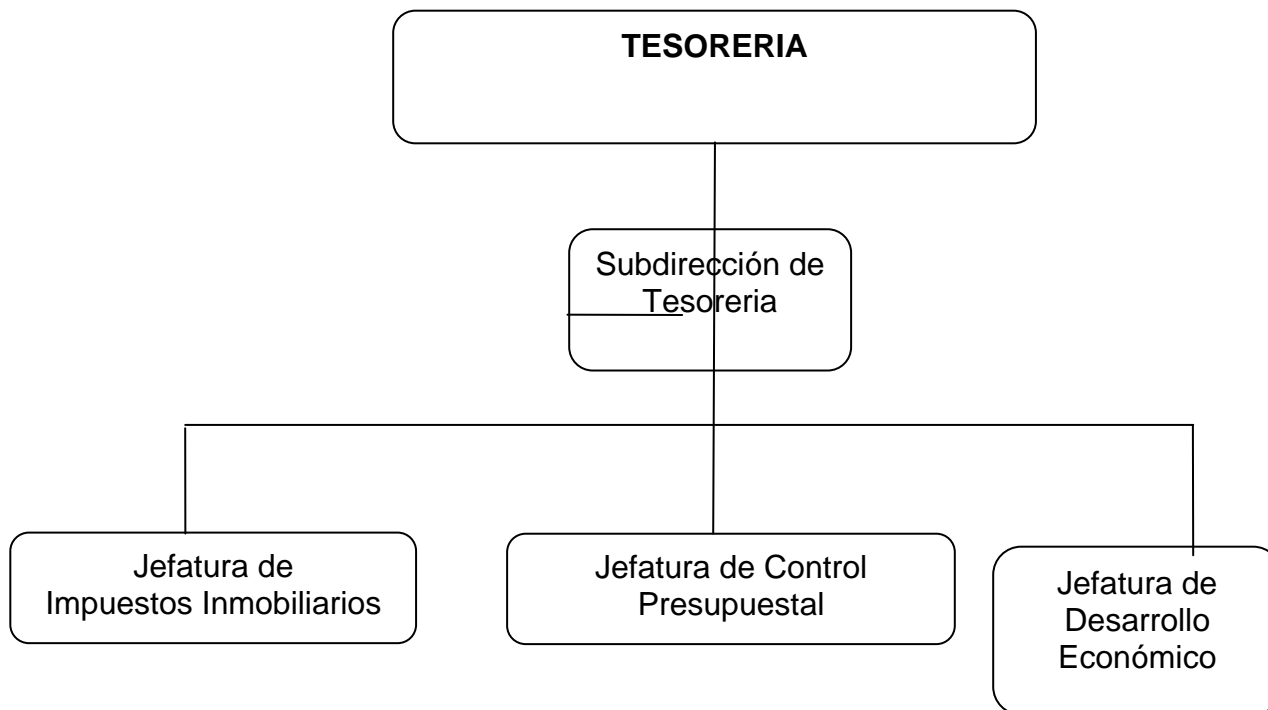 TESORERIA
Subdirección de
Tesoreria
Jefatura de
Impuestos Inmobiliarios
Jefatura de Control
Presupuestal
Jefatura de
Desarrollo
Económico